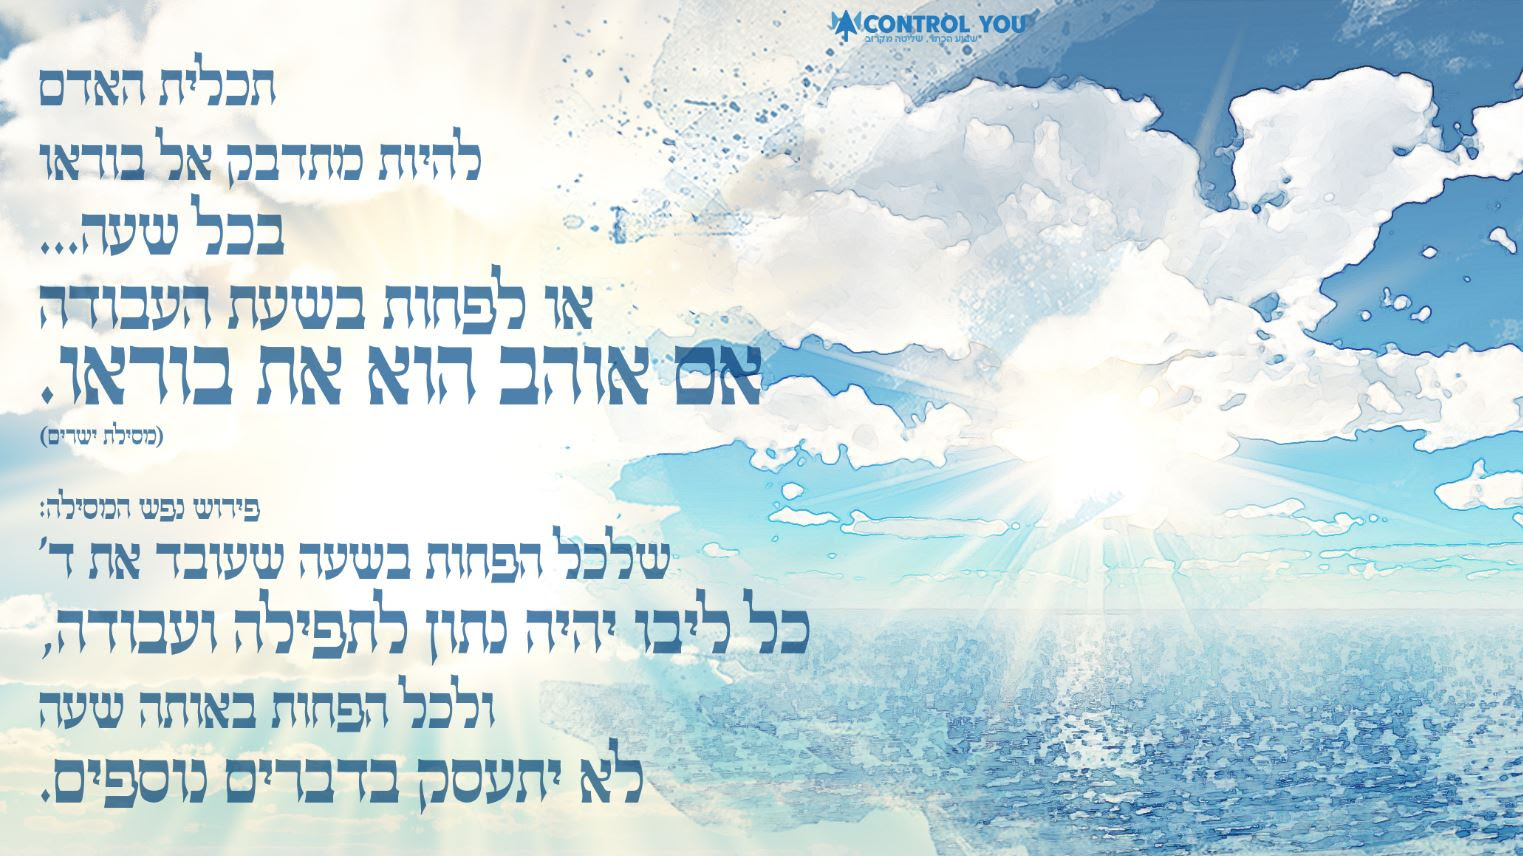 CONTROL YOU
תכלית האדם
להיות מתדבק אל בוראו
בכל שעה...
או לפחות בשעת העבודה
אם אוהב הוא את בוראו.
(מסילת ישרים)
פירוש נפש המסילה:
שלכל הפחות בשעה שעובד את ד'
כל ליבו יהיה נתון לתפילה ועבודה,
ולכל הפחות באותה שעה
לא יתעסק בדברים נוספים.